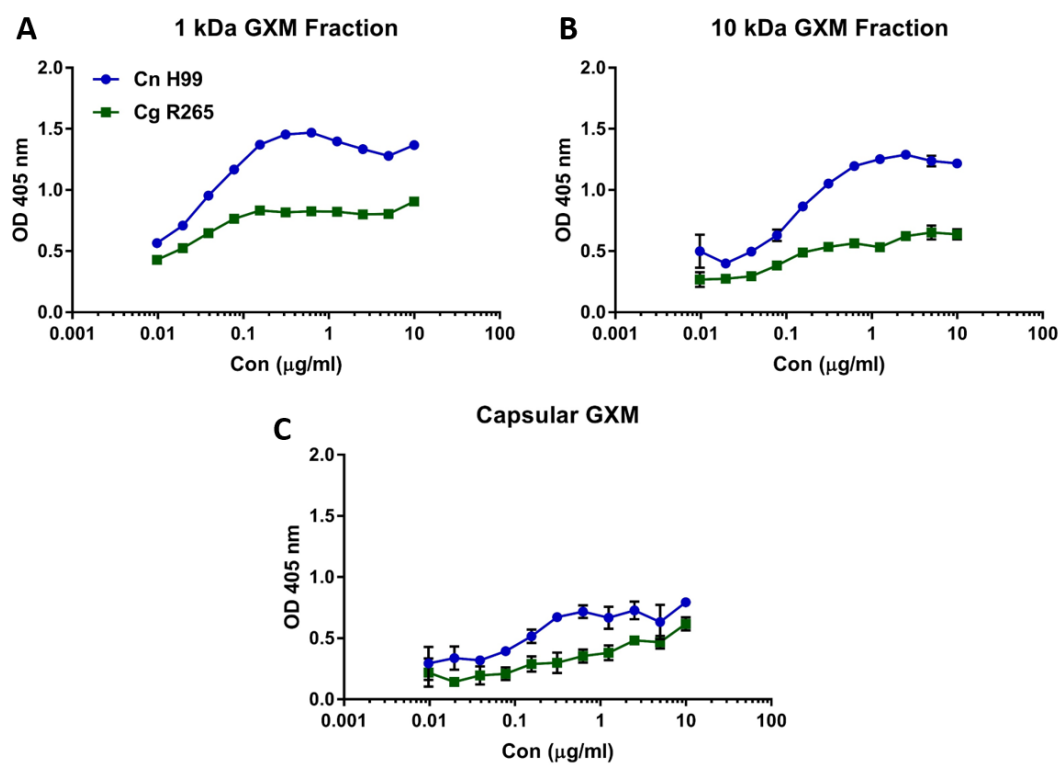 A
1 kDa GXM Fraction
2.0
1.5
1.0
0.5
0.0
OD 405 nm
Cn H99
Cg R265
0.001 0.01 0.1 1 10 100
Con (μg/ml)
B
10 kDa GXM Fraction
2.0
1.5
1.0
0.5
0.0
OD 405 nm
0.001 0.01 0.1 1 10 100
Con (μg/ml)
C
Capsular GXM
2.0
1.5
1.0
0.5
0.0
OD 405 nm
0.001 0.01 0.1 1 10 100
Con (μg/ml)